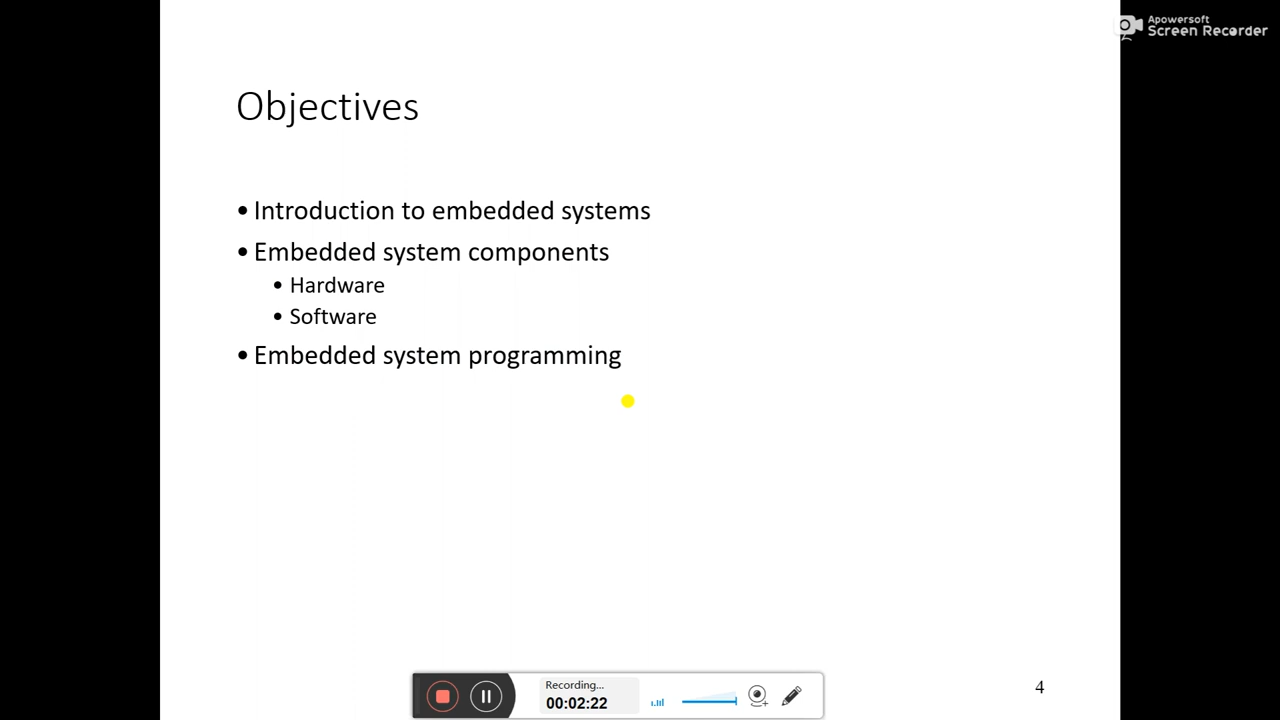 Apowersoft
Screen Recorder
Objectives
• Introduction to embedded systems
• Embedded system components
• Hardware
• Software
• Embedded system programming
Recording...
00:02:22
4